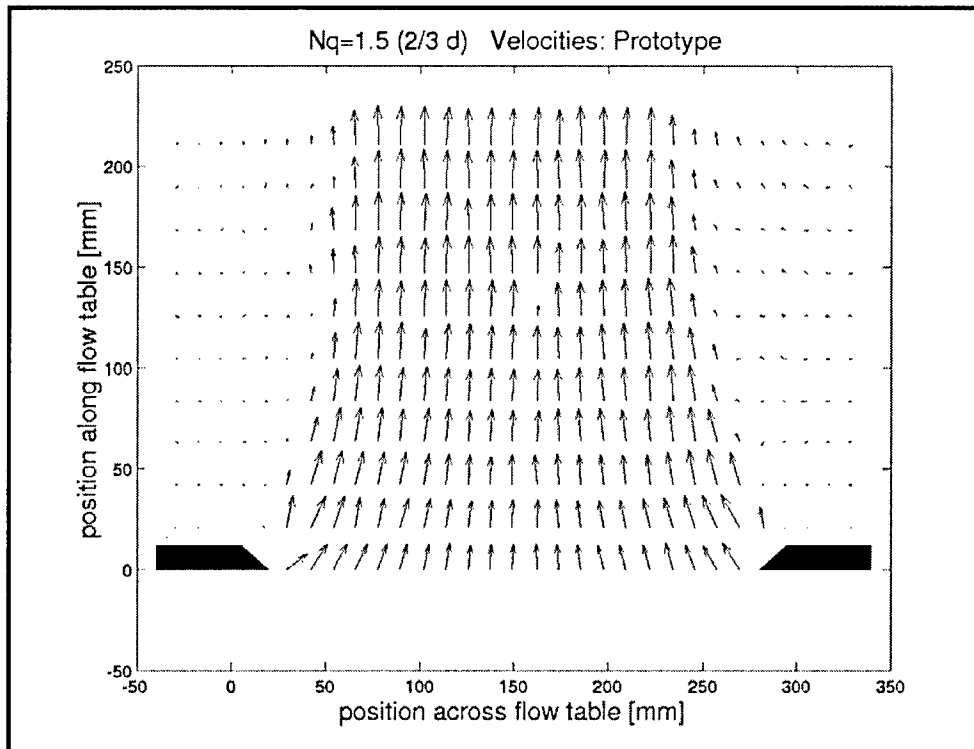 Nq=1.5 (2/3 d) Velocities: Prototype
250
200
150
100
50
0
-50
position along flow table [mm]
-50 0 50 100 150 200 250 300 350
position across flow table [mm]